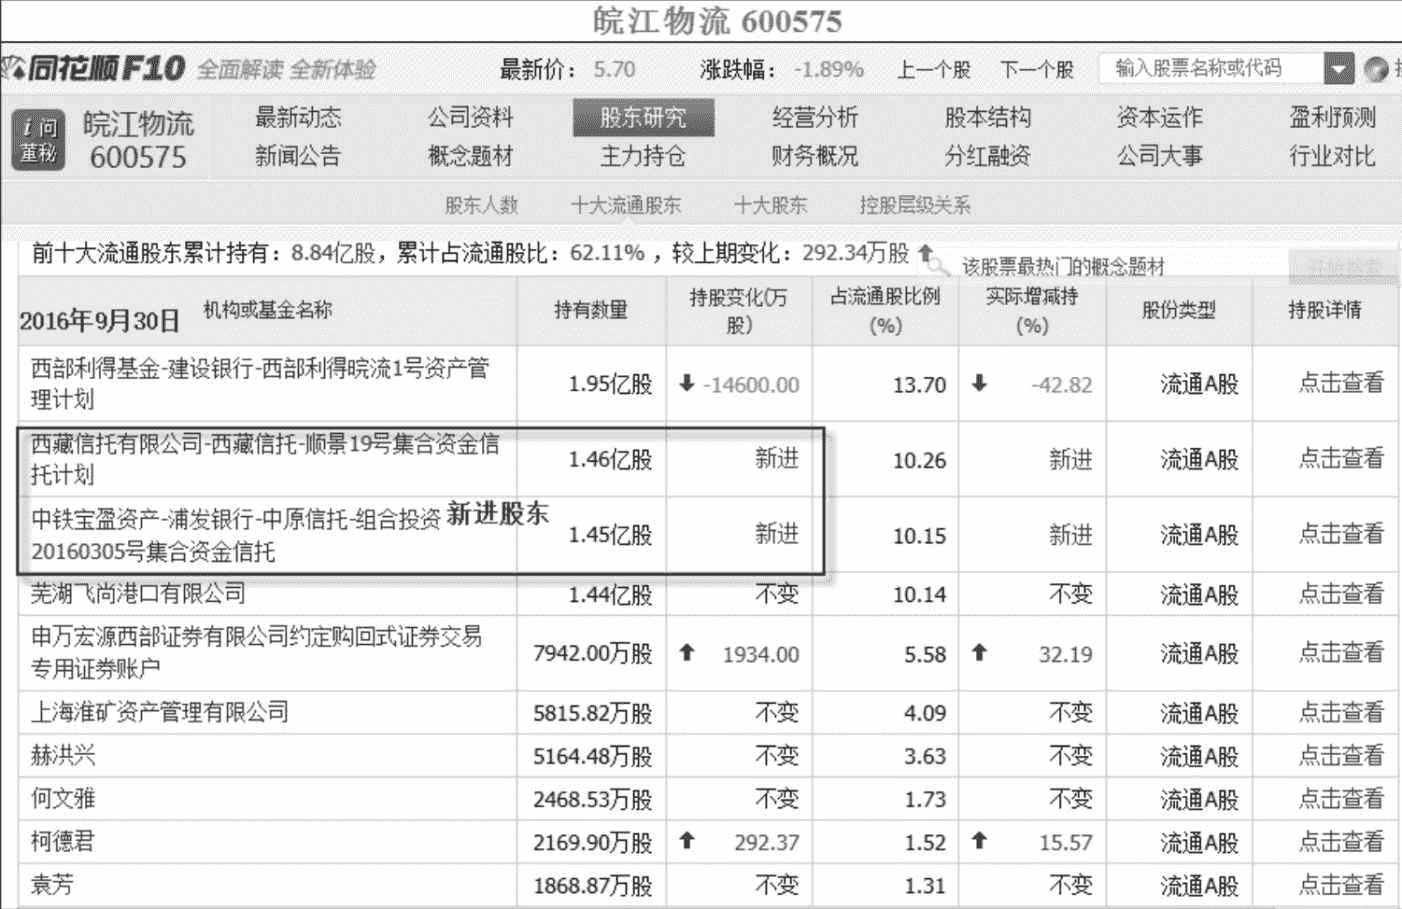 皖江物流 600575
同花顺F10 全面解读 全新体验 最新价： 5.70 涨跌幅： -1.89% 上一个股 下一个股 输入股票名称或代码
i 问 董秘 皖江物流 600575
最新动态 公司资料 股东研究 经营分析 股本结构 资本运作 盈利预测
新闻公告 概念题材 主力持仓 财务概况 分红融资 公司大事 行业对比
股东人数 十大流通股东 十大股东 控股层级关系
前十大流通股东累计持有：8.84亿股，累计占流通股比：62.11% ，较上期变化：292.34万股 ↑
该股票最热门的概念题材
2016年9月30日 机构或基金名称 持有数量 持股变化(万股) 占流通股比例(%) 实际增减持(%) 股份类型 持股详情
西部利得基金-建设银行-西部利得晥流1号资产管
理计划 1.95亿股 ↓ -14600.00 13.70 ↓ -42.82 流通A股 点击查看
西藏信托有限公司-西藏信托-顺景19号集合资金信
托计划 1.46亿股 新进 10.26 新进 流通A股 点击查看
中铁宝盈资产-浦发银行-中原信托-组合投资 新进股东
20160305号集合资金信托 1.45亿股 新进 10.15 新进 流通A股 点击查看
芜湖飞尚港口有限公司 1.44亿股 不变 10.14 不变 流通A股 点击查看
申万宏源西部证券有限公司约定购回式证券交易
专用证券账户 7942.00万股 ↑ 1934.00 5.58 ↑ 32.19 流通A股 点击查看
上海淮矿资产管理有限公司 5815.82万股 不变 4.09 不变 流通A股 点击查看
赫洪兴 5164.48万股 不变 3.63 不变 流通A股 点击查看
何文雅 2468.53万股 不变 1.73 不变 流通A股 点击查看
柯德君 2169.90万股 ↑ 292.37 1.52 ↑ 15.57 流通A股 点击查看
袁芳 1868.87万股 不变 1.31 不变 流通A股 点击查看